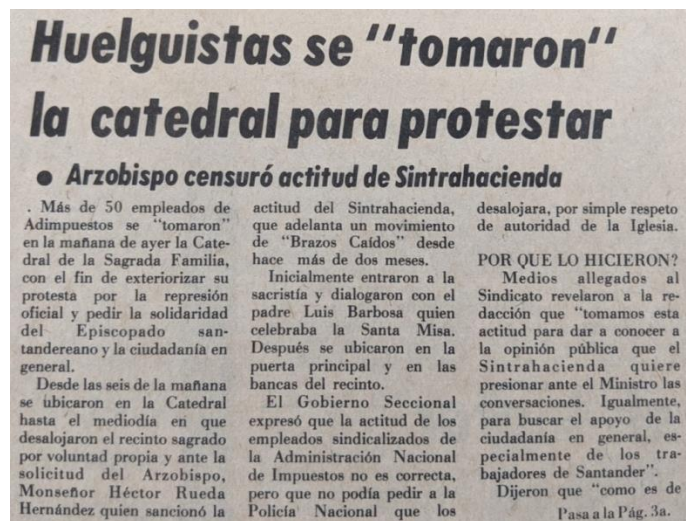 Huelguistas se "tomaron"
la catedral para protestar
● Arzobispo censuró actitud de Sintrahacienda
. Más de 50 empleados de
Adimpuestos se "tomaron"
en la mañana de ayer la Cate-
dral de la Sagrada Familia,
con el fin de exteriorizar su
protesta por la represión
oficial y pedir la solidaridad
del Episcopado san-
tandereano y la ciudadanía en
general.
Desde las seis de la mañana
se ubicaron en la Catedral
hasta el mediodía en que
desalojaron el recinto sagrado
por voluntad propia y ante la
solicitud del Arzobispo,
Monseñor Héctor Rueda
Hernández quien sancionó la
actitud del Sintrahacienda,
que adelanta un movimiento
de "Brazos Caídos" desde
hace más de dos meses.
Inicialmente entraron a la
sacristía y dialogaron con el
padre Luis Barbosa quien
celebraba la Santa Misa.
Después se ubicaron en la
puerta principal y en las
bancas del recinto.
El Gobierno Seccional
expresó que la actitud de los
empleados sindicalizados de
la Administración Nacional
de Impuestos no es correcta,
pero que no podía pedir a la
Policía Nacional que los
desalojara, por simple respeto
de autoridad de la Iglesia.
POR QUE LO HICIERON?
Medios allegados al
Sindicato revelaron a la re-
dacción que "tomamos esta
actitud para dar a conocer a
la opinión pública que el
Sintrahacienda quiere
presionar ante el Ministro las
conversaciones. Igualmente,
para buscar el apoyo de la
ciudadanía en general, es-
pecialmente de los tra-
bajadores de Santander".
Dijeron que "como es de
Pasa a la Pág. 3a.